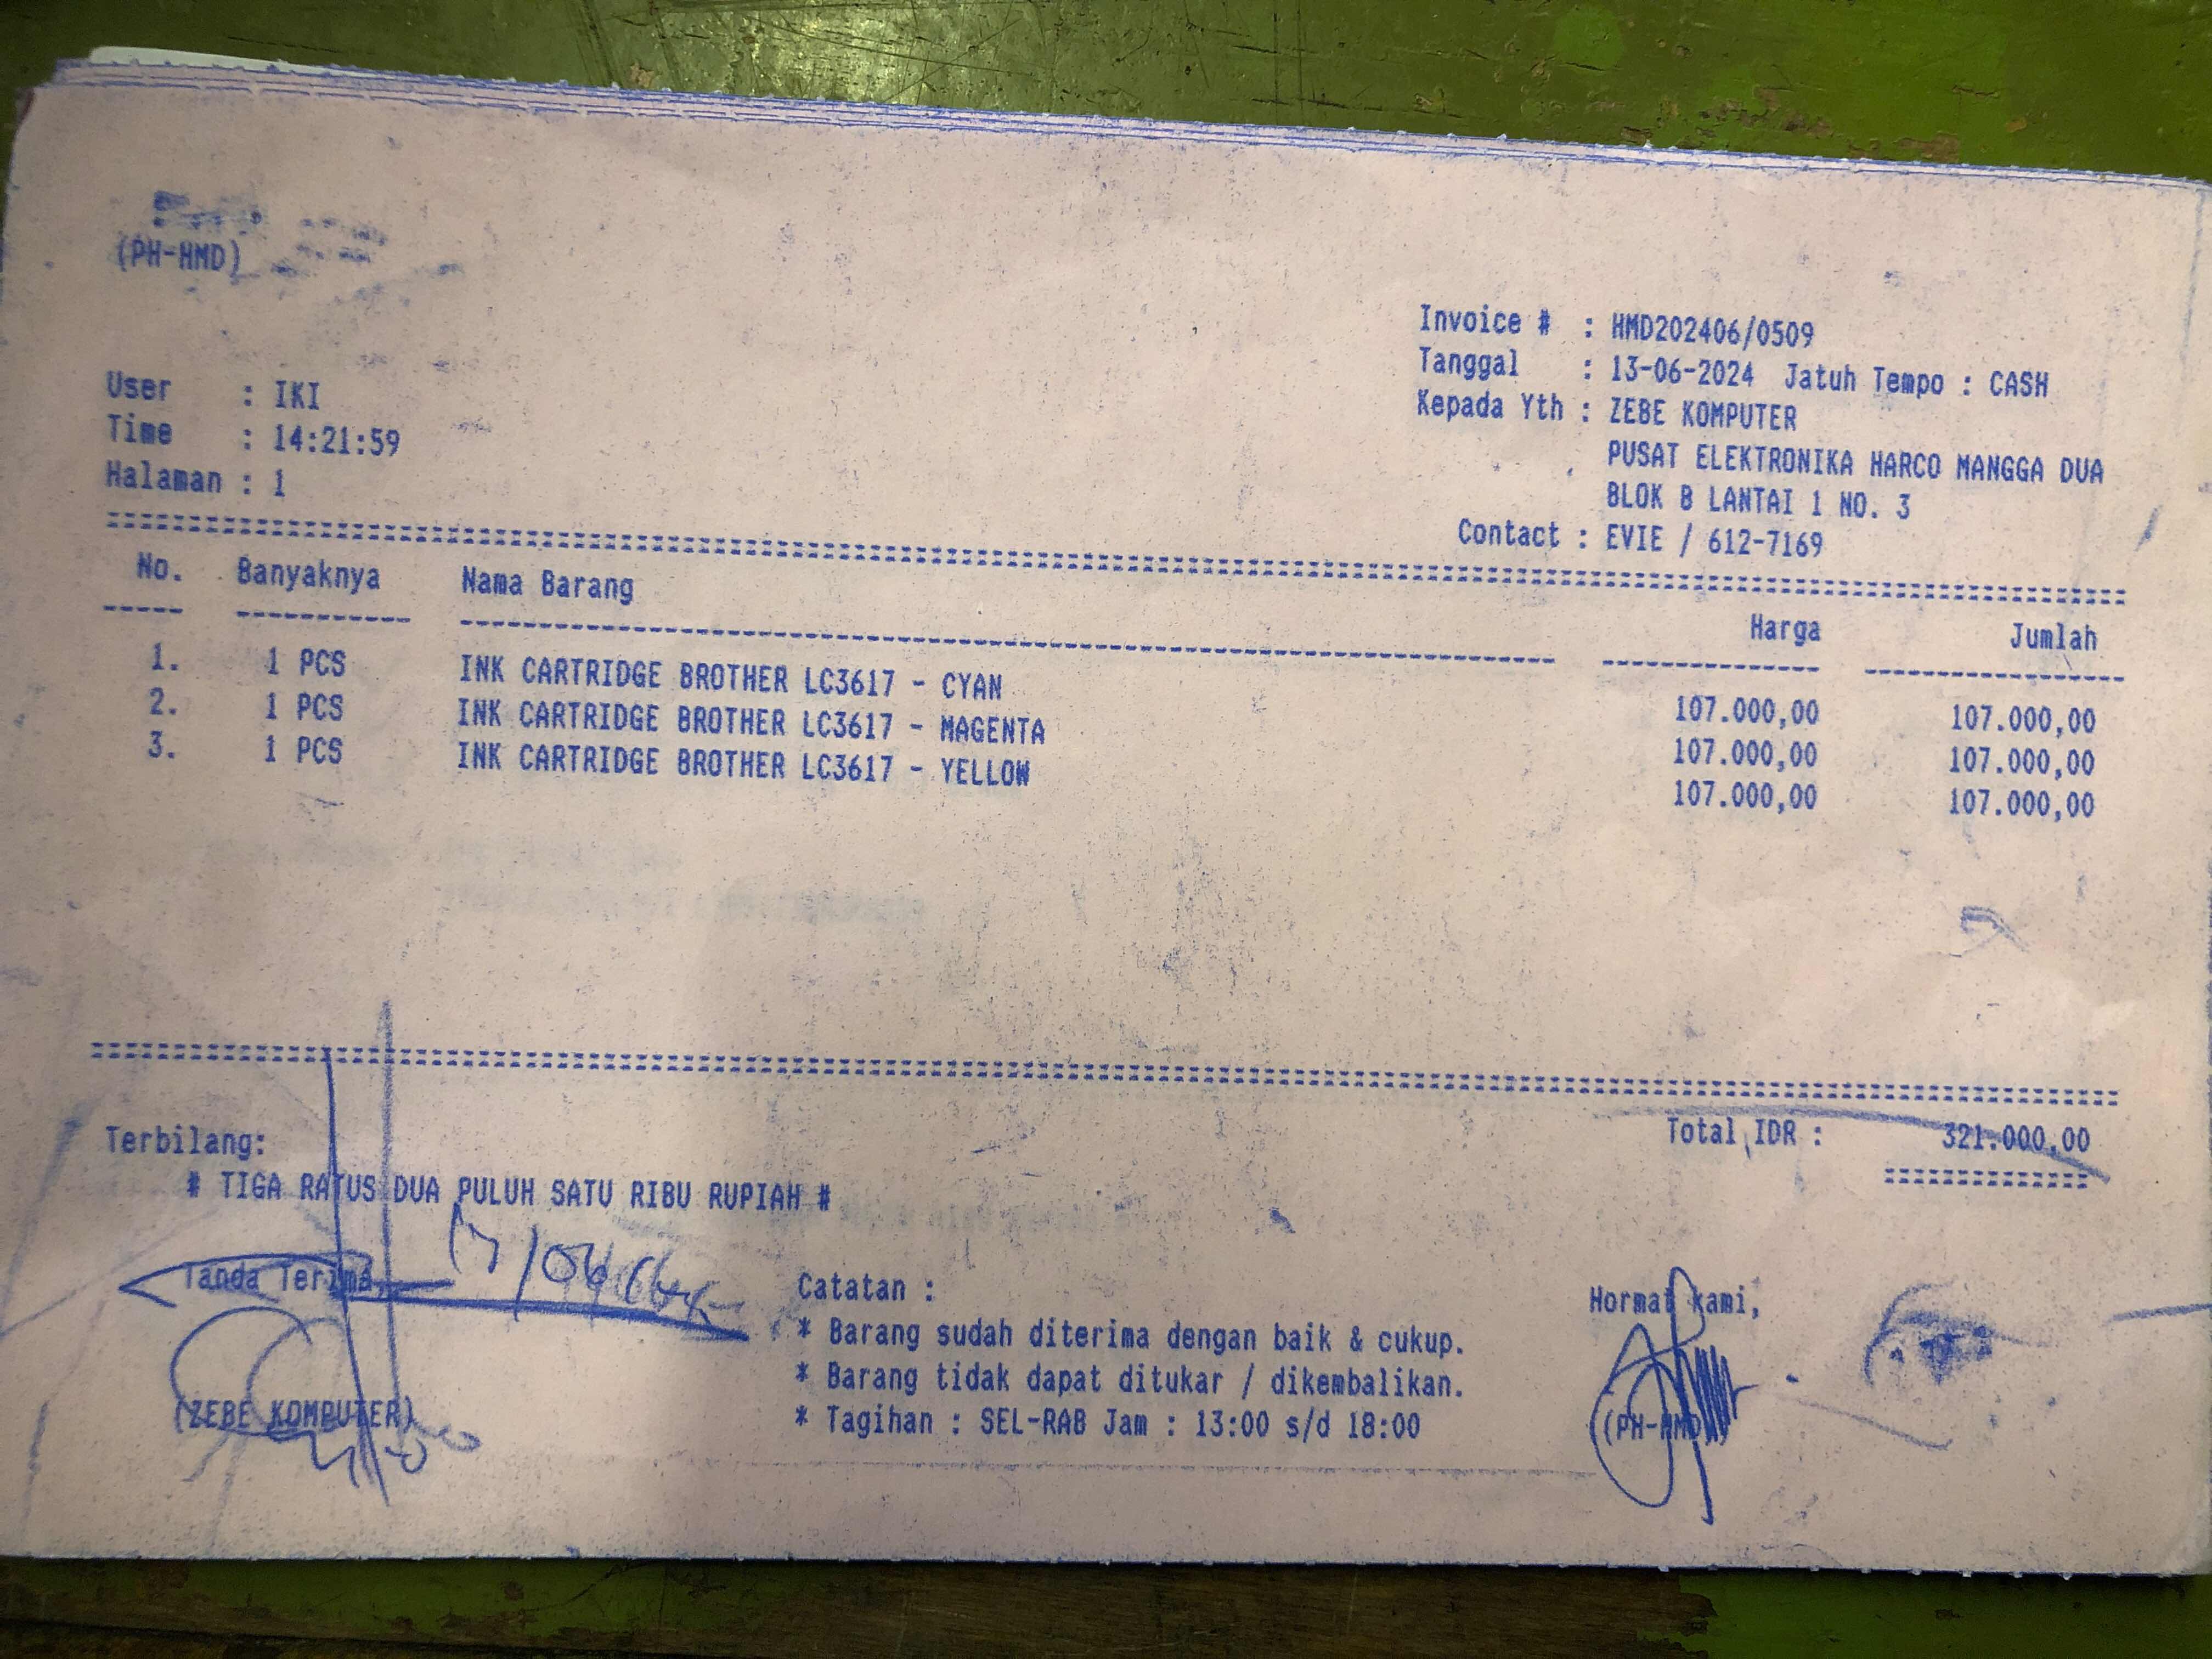 (PH-HMD)
Invoice # : HMD202406/0509
Tanggal : 13-06-2024 Jatuh Tempo : CASH
Kepada Yth : ZEBE KOMPUTER
PUSAT ELEKTRONIKA HARCO MANGGA DUA
BLOK B LANTAI 1 NO. 3
Contact : EVIE / 612-7169
User : IKI
Time : 14:21:59
Halaman : 1
No. Banyaknya Nama Barang Harga Jumlah
1. 1 PCS INK CARTRIDGE BROTHER LC3617 - CYAN 107.000,00 107.000,00
2. 1 PCS INK CARTRIDGE BROTHER LC3617 - MAGENTA 107.000,00 107.000,00
3. 1 PCS INK CARTRIDGE BROTHER LC3617 - YELLOW 107.000,00 107.000,00
Total IDR : 321.000,00
Terbilang:
# TIGA RATUS DUA PULUH SATU RIBU RUPIAH #
Tanda Terima,
(ZEBE KOMPUTER)
Catatan :
* Barang sudah diterima dengan baik & cukup.
* Barang tidak dapat ditukar / dikembalikan.
* Tagihan : SEL-RAB Jam : 13:00 s/d 18:00
Hormat kami,
(PH-HMD)